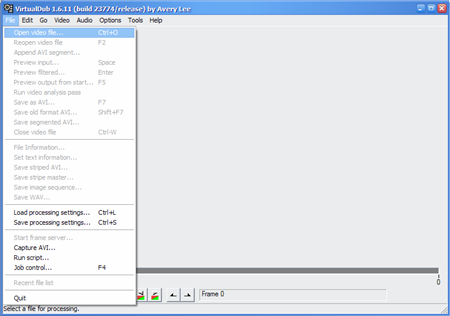 VirtualDub 1.6.11 (build 23774/release) by Avery Lee
File Edit Go Video Audio Options Tools Help
Open video file... Ctrl+O
Reopen video file F2
Append AVI segment...
Preview input... Space
Preview filtered... Enter
Preview output from start... F5
Run video analysis pass
Save as AVI... F7
Save old format AVI... Shift+F7
Save segmented AVI...
Close video file Ctrl-W
File Information...
Set text information...
Save striped AVI...
Save stripe master...
Save image sequence...
Save WAV...
Load processing settings... Ctrl+L
Save processing settings... Ctrl+S
Start frame server...
Capture AVI...
Run script...
Job control... F4
Recent file list
Quit
0
Frame 0
Select a file for processing.